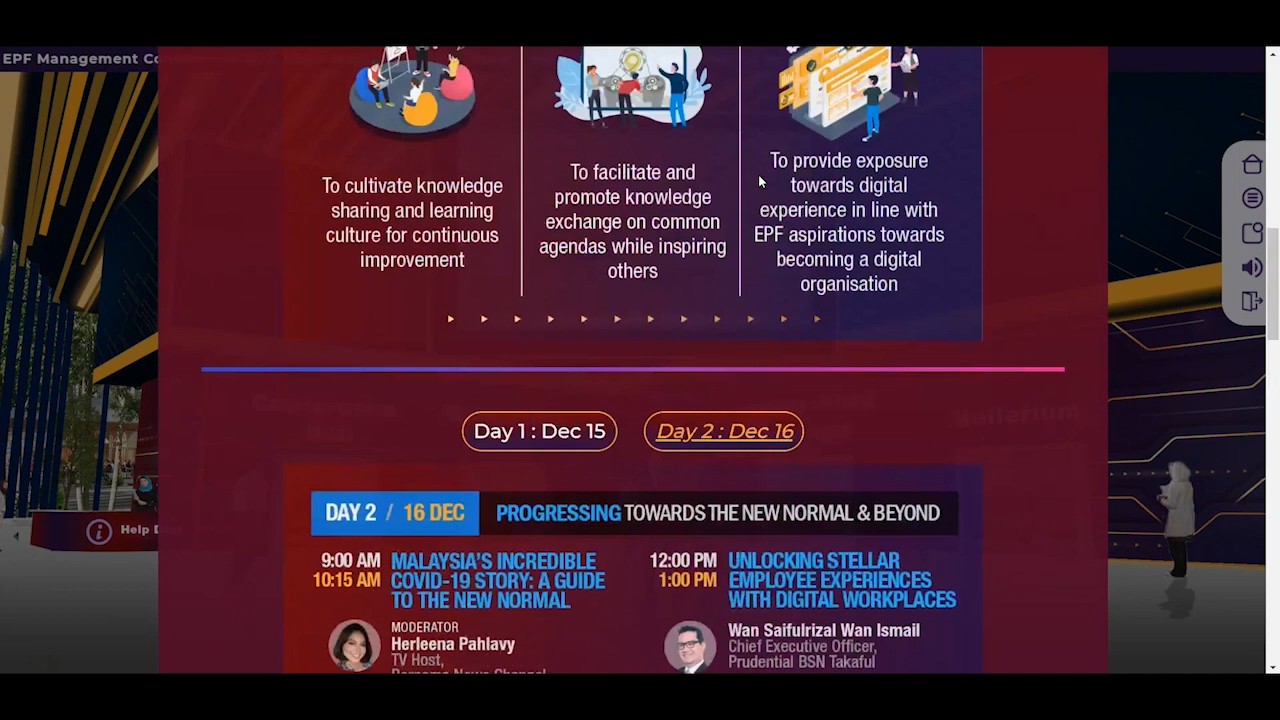 EPF Management Co
To cultivate knowledge
sharing and learning
culture for continuous
improvement
To facilitate and
promote knowledge
exchange on common
agendas while inspiring
others
To provide exposure
towards digital
experience in line with
EPF aspirations towards
becoming a digital
organisation
Day 1 : Dec 15
Day 2 : Dec 16
DAY 2 / 16 DEC
PROGRESSING TOWARDS THE NEW NORMAL & BEYOND
9:00 AM
10:15 AM
MALAYSIA'S INCREDIBLE
COVID-19 STORY: A GUIDE
TO THE NEW NORMAL
MODERATOR
Herleena Pahlavy
TV Host,
Bernama News Channel
12:00 PM
1:00 PM
UNLOCKING STELLAR
EMPLOYEE EXPERIENCES
WITH DIGITAL WORKPLACES
Wan Saifulrizal Wan Ismail
Chief Executive Officer,
Prudential BSN Takaful
Help D